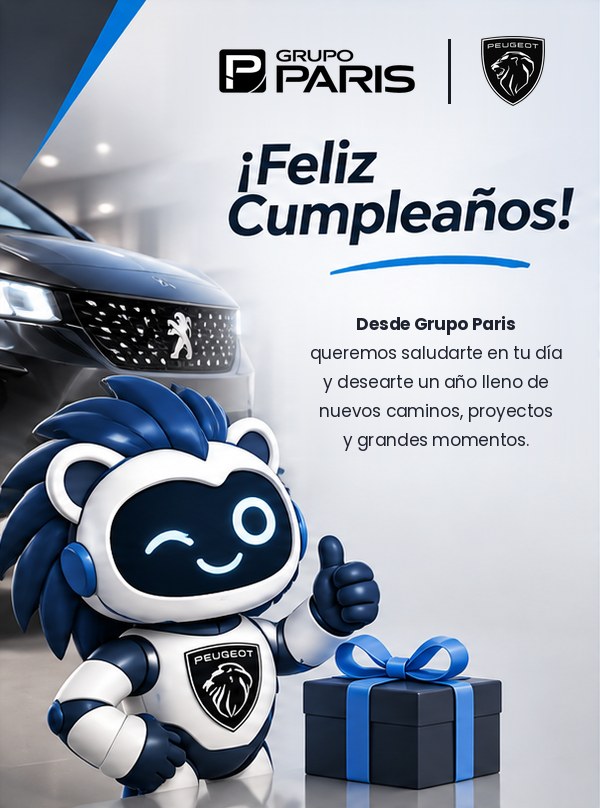 GRUPO
PARIS
PEUGEOT
¡Feliz
Cumpleaños!
Desde Grupo Paris
queremos saludarte en tu día
y desearte un año lleno de
nuevos caminos, proyectos
y grandes momentos.
PEUGEOT